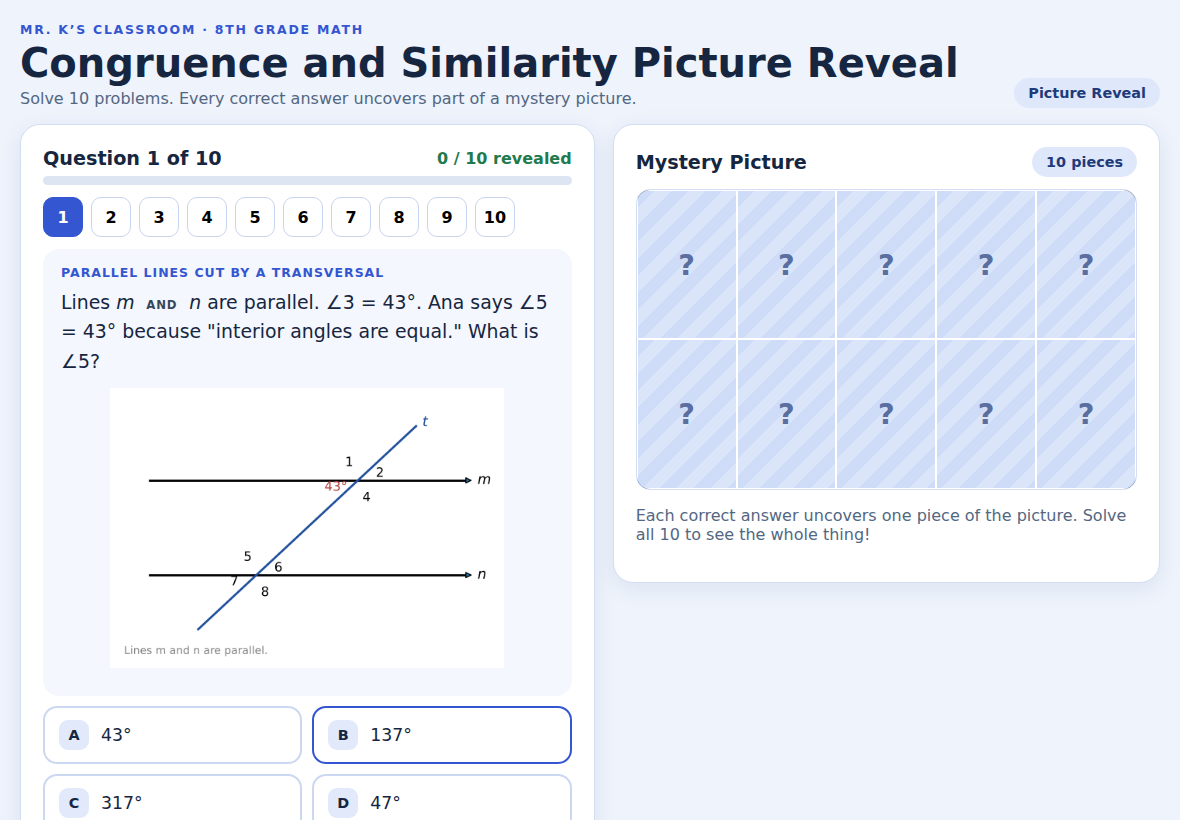 MR. K’S CLASSROOM · 8TH GRADE MATH
Congruence and Similarity Picture Reveal
Solve 10 problems. Every correct answer uncovers part of a mystery picture.
Picture Reveal
Question 1 of 10
0 / 10 revealed
1 2 3 4 5 6 7 8 9 10
PARALLEL LINES CUT BY A TRANSVERSAL
Lines m AND n are parallel. ∠3 = 43°. Ana says ∠5
= 43° because "interior angles are equal." What is
∠5?
t
1
2
43°
m
4
5
6
7
n
8
Lines m and n are parallel.
A 43°
B 137°
C 317°
D 47°
Mystery Picture
10 pieces
? ? ? ? ?
? ? ? ? ?
Each correct answer uncovers one piece of the picture. Solve
all 10 to see the whole thing!